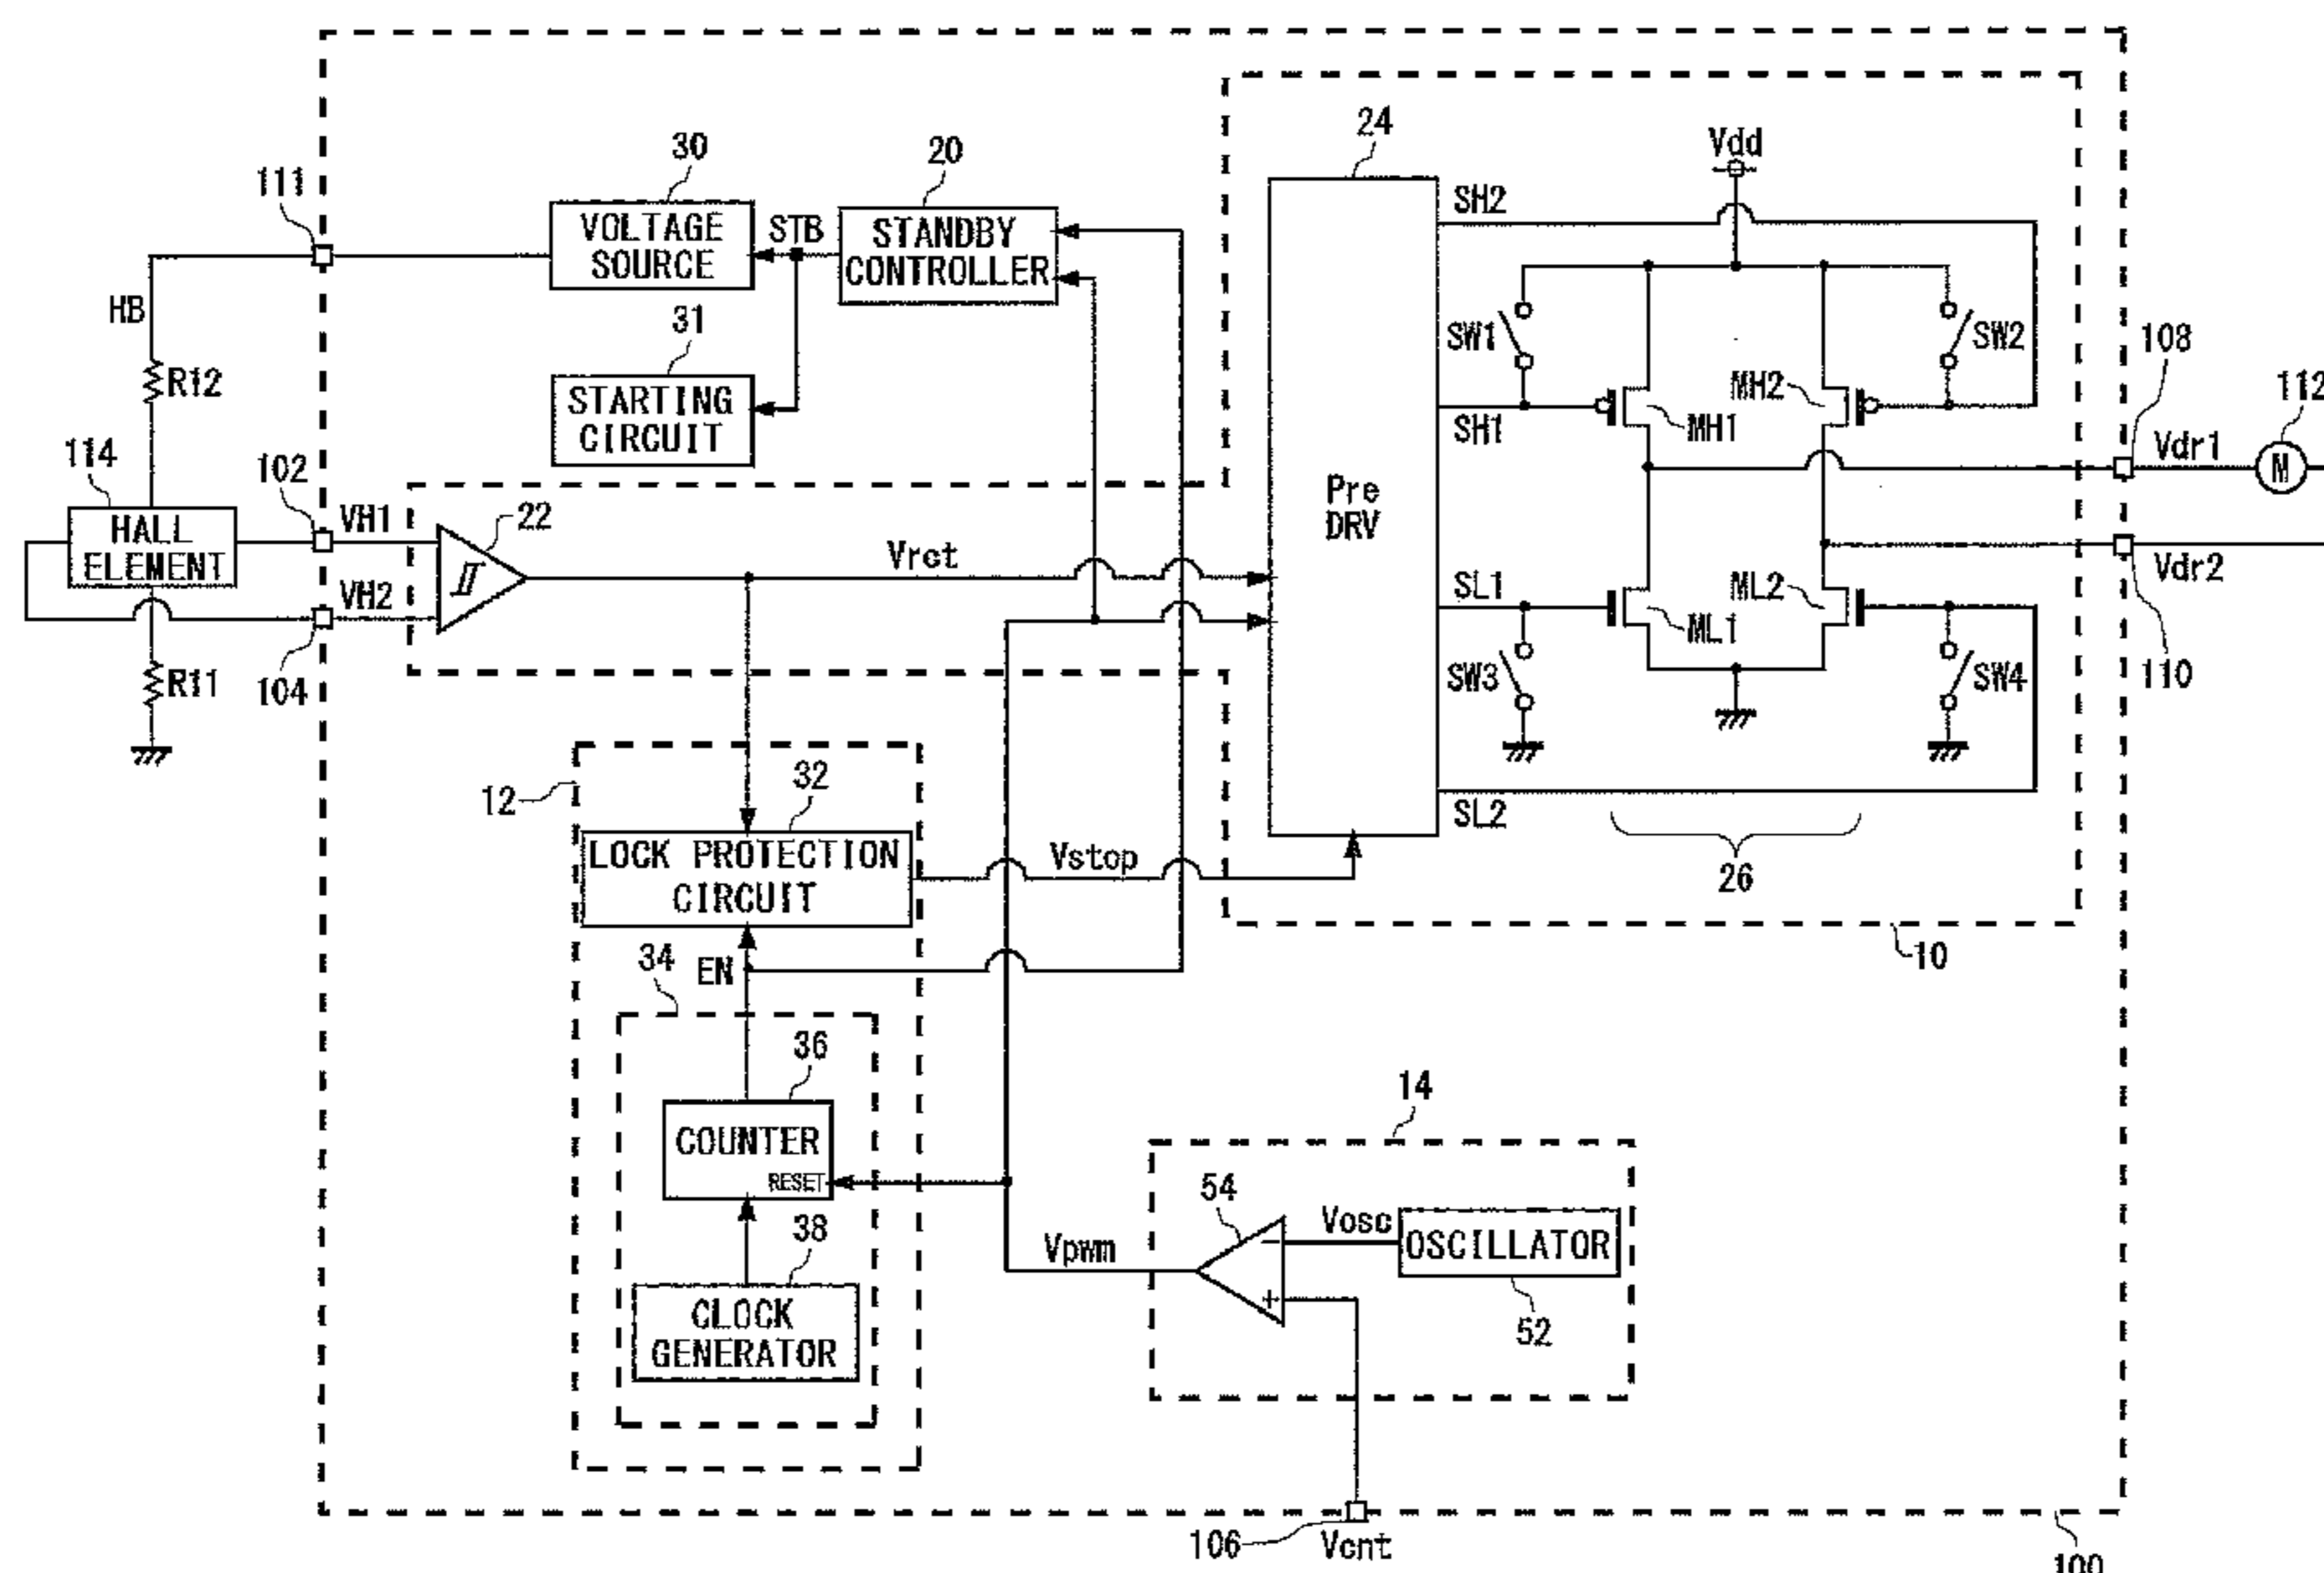 24
Vdd
30
20
111
SH2
VOLTAGE
SOURCE
STB
STANDBY
CONTROLLER
HB
31
SW1
SW2
108
R12
STARTING
CIRCUIT
MH2
112
SH1
MH1
Vdr1
M
114
102
HALL
ELEMENT
VH1
22
Pre
DRV
Vrct
Vdr2
VH2
SL1
ML2
ML1
R11
104
SW3
SW4
110
12
32
SL2
LOCK PROTECTION
CIRCUIT
Vstop
26
34
EN
10
36
14
COUNTER
RESET
54
38
Vosc
OSCILLATOR
Vpwm
-
+
CLOCK
GENERATOR
52
106
Vcnt
100